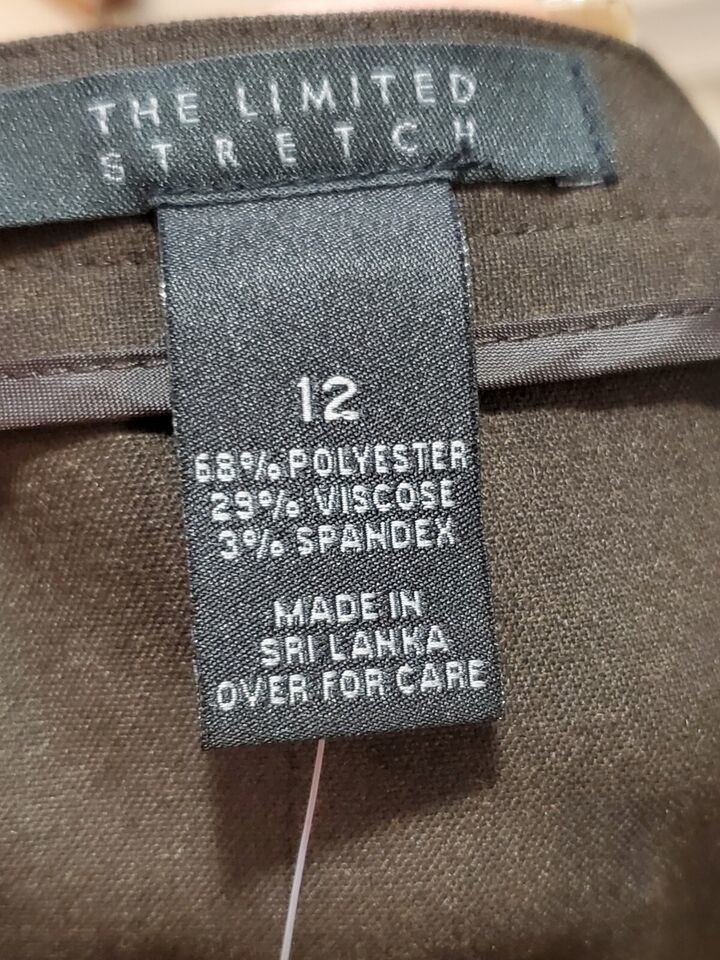 THE LIMITED
STRETCH
12
68% POLYESTER
29% VISCOSE
3% SPANDEX
MADE IN
SRI LANKA
OVER FOR CARE